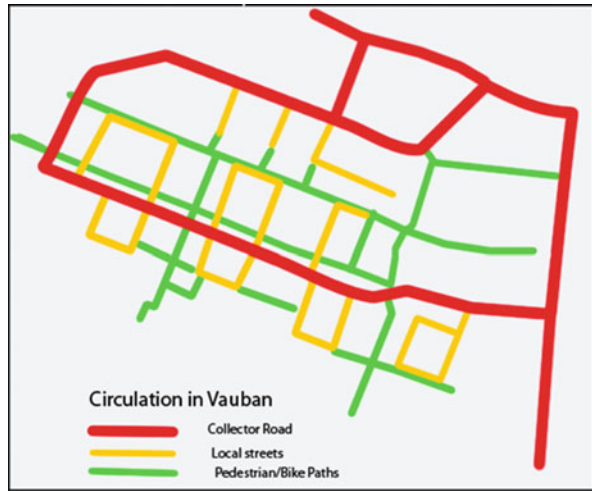 Circulation in Vauban
Collector Road
Local streets
Pedestrian/Bike Paths